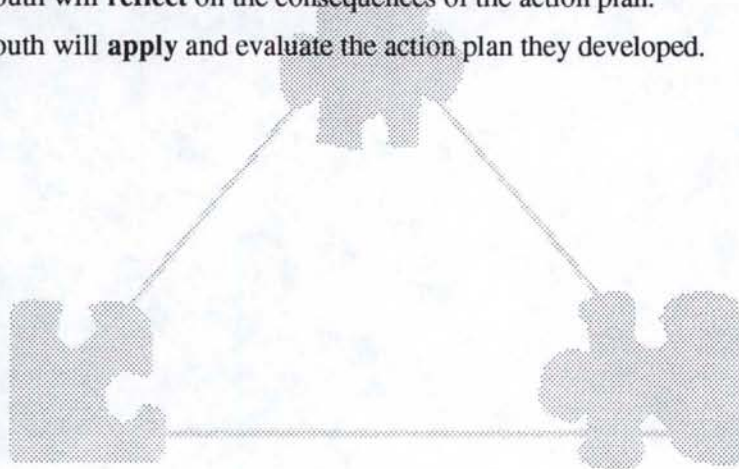 outh will reflect on the consequences of the action plan.
outh will apply and evaluate the action plan they developed.